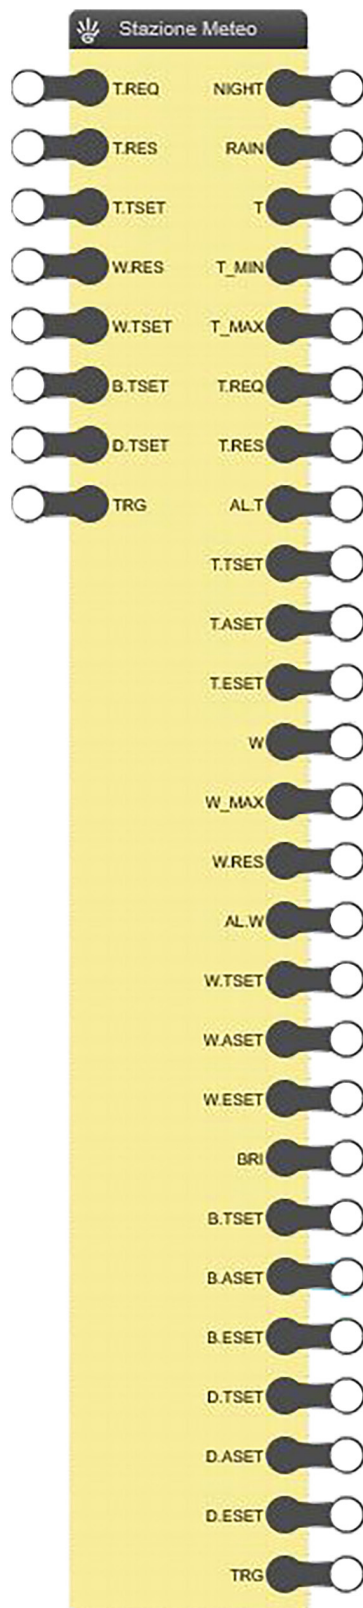 Stazione Meteo
T.REQ NIGHT
T.RES RAIN
T.TSET T
W.RES T_MIN
W.TSET T_MAX
B.TSET T.REQ
D.TSET T.RES
TRG AL.T
T.TSET
T.ASET
T.ESET
W
W_MAX
W.RES
AL.W
W.TSET
W.ASET
W.ESET
BRI
B.TSET
B.ASET
B.ESET
D.TSET
D.ASET
D.ESET
TRG